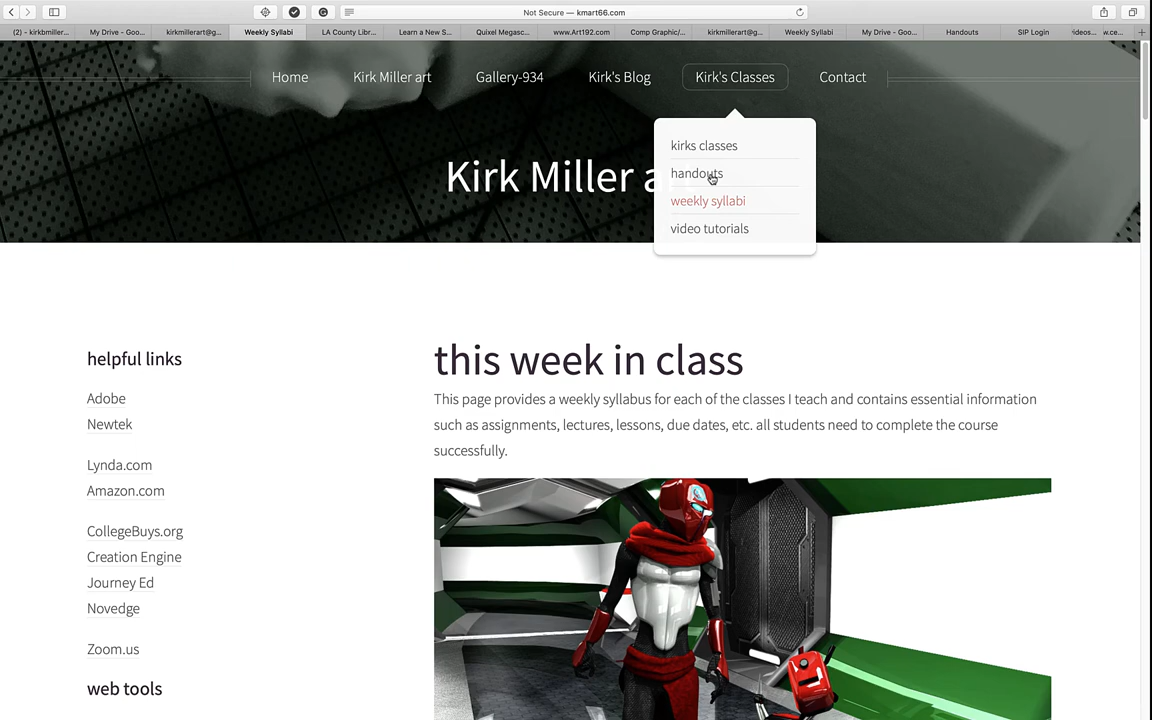 Not Secure — kmart66.com
(2) - kirkbmiller... My Drive - Goo... kirkmillerart@g... Weekly Syllabi LA County Libr... Learn a New S... Quixel Megasc... www.Art192.com Comp Graphic/... kirkmillerart@g... Weekly Syllabi My Drive - Goo... Handouts SIP Login
Home Kirk Miller art Gallery-934 Kirk's Blog Kirk's Classes Contact
kirks classes
Kirk Miller a
handouts
weekly syllabi
video tutorials
helpful links
Adobe
Newtek
Lynda.com
Amazon.com
CollegeBuys.org
Creation Engine
Journey Ed
Novedge
Zoom.us
web tools
this week in class
This page provides a weekly syllabus for each of the classes I teach and contains essential information
such as assignments, lectures, lessons, due dates, etc. all students need to complete the course
successfully.